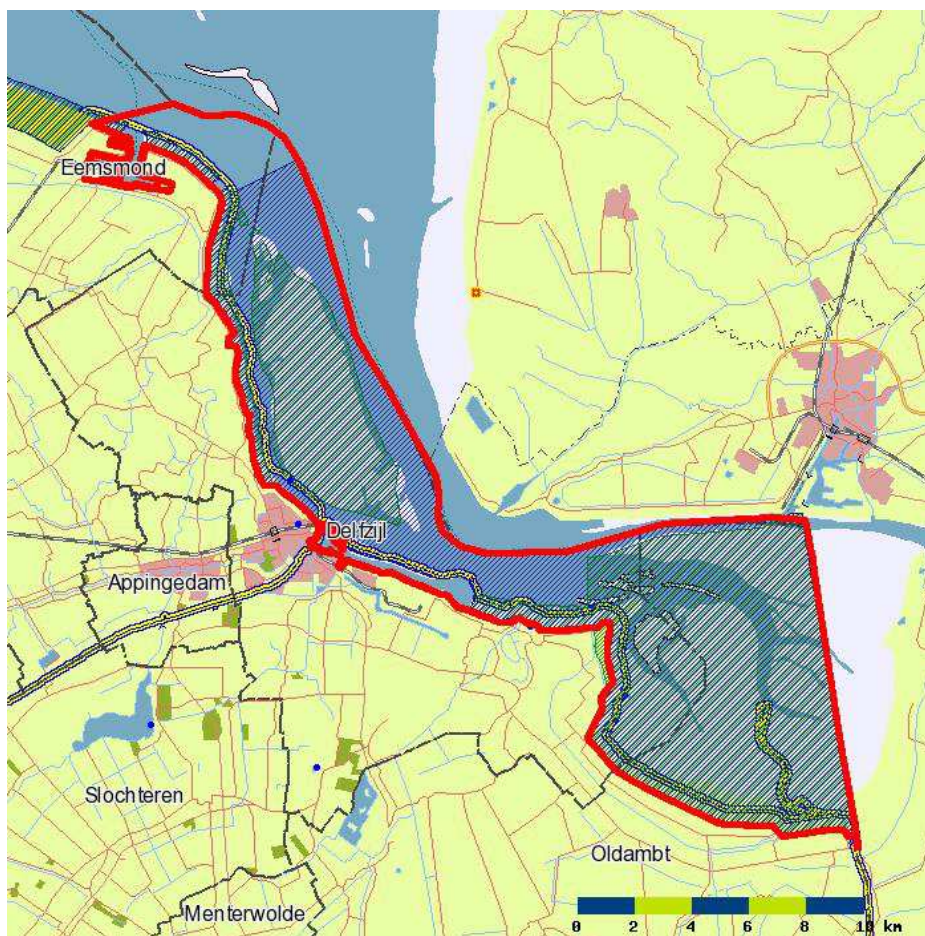 Eemsmond
Delfzijl
Appingedam
Slochteren
Oldambt
Menterwolde
0 2 4 6 8 10 km